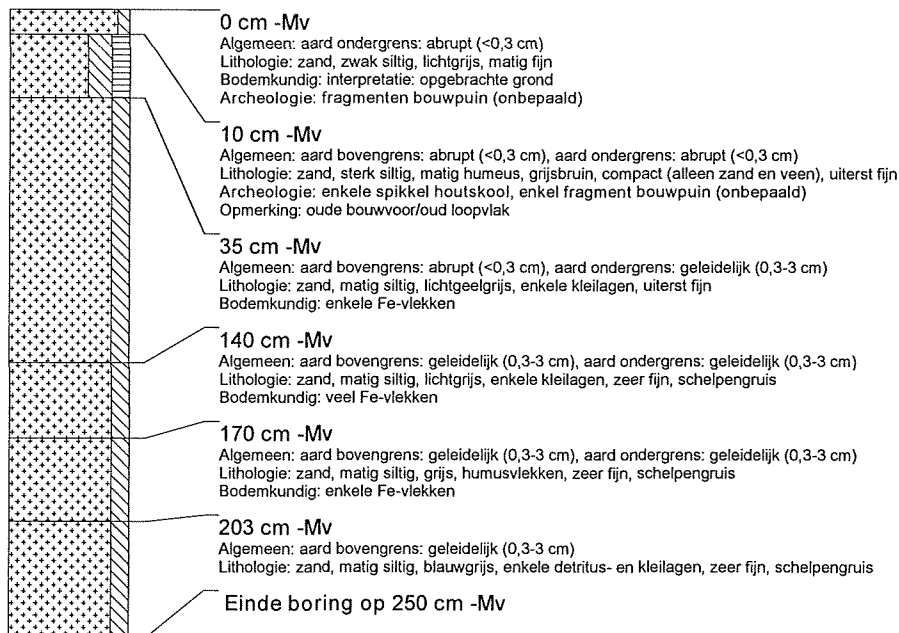 0 cm -Mv
Algemeen: aard ondergrens: abrupt (<0,3 cm)
Lithologie: zand, zwak siltig, lichtgrijs, matig fijn
Bodemkundig: interpretatie: opgebrachte grond
Archeologie: fragmenten bouwpuin (onbepaald)
10 cm -Mv
Algemeen: aard bovengrens: abrupt (<0,3 cm), aard ondergrens: abrupt (<0,3 cm)
Lithologie: zand, sterk siltig, matig humeus, grijsbruin, compact (alleen zand en veen), uiterst fijn
Archeologie: enkele spikkel houtskool, enkel fragment bouwpuin (onbepaald)
Opmerking: oude bouwvoor/oud loopvlak
35 cm -Mv
Algemeen: aard bovengrens: abrupt (<0,3 cm), aard ondergrens: geleidelijk (0,3-3 cm)
Lithologie: zand, matig siltig, lichtgeelgrijs, enkele kleilagen, uiterst fijn
Bodemkundig: enkele Fe-vlekken
140 cm -Mv
Algemeen: aard bovengrens: geleidelijk (0,3-3 cm), aard ondergrens: geleidelijk (0,3-3 cm)
Lithologie: zand, matig siltig, lichtgrijs, enkele kleilagen, zeer fijn, schelpengruis
Bodemkundig: veel Fe-vlekken
170 cm -Mv
Algemeen: aard bovengrens: geleidelijk (0,3-3 cm), aard ondergrens: geleidelijk (0,3-3 cm)
Lithologie: zand, matig siltig, grijs, humusvlekken, zeer fijn, schelpengruis
Bodemkundig: enkele Fe-vlekken
203 cm -Mv
Algemeen: aard bovengrens: geleidelijk (0,3-3 cm)
Lithologie: zand, matig siltig, blauwgrijs, enkele detritus- en kleilagen, zeer fijn, schelpengruis
Einde boring op 250 cm -Mv